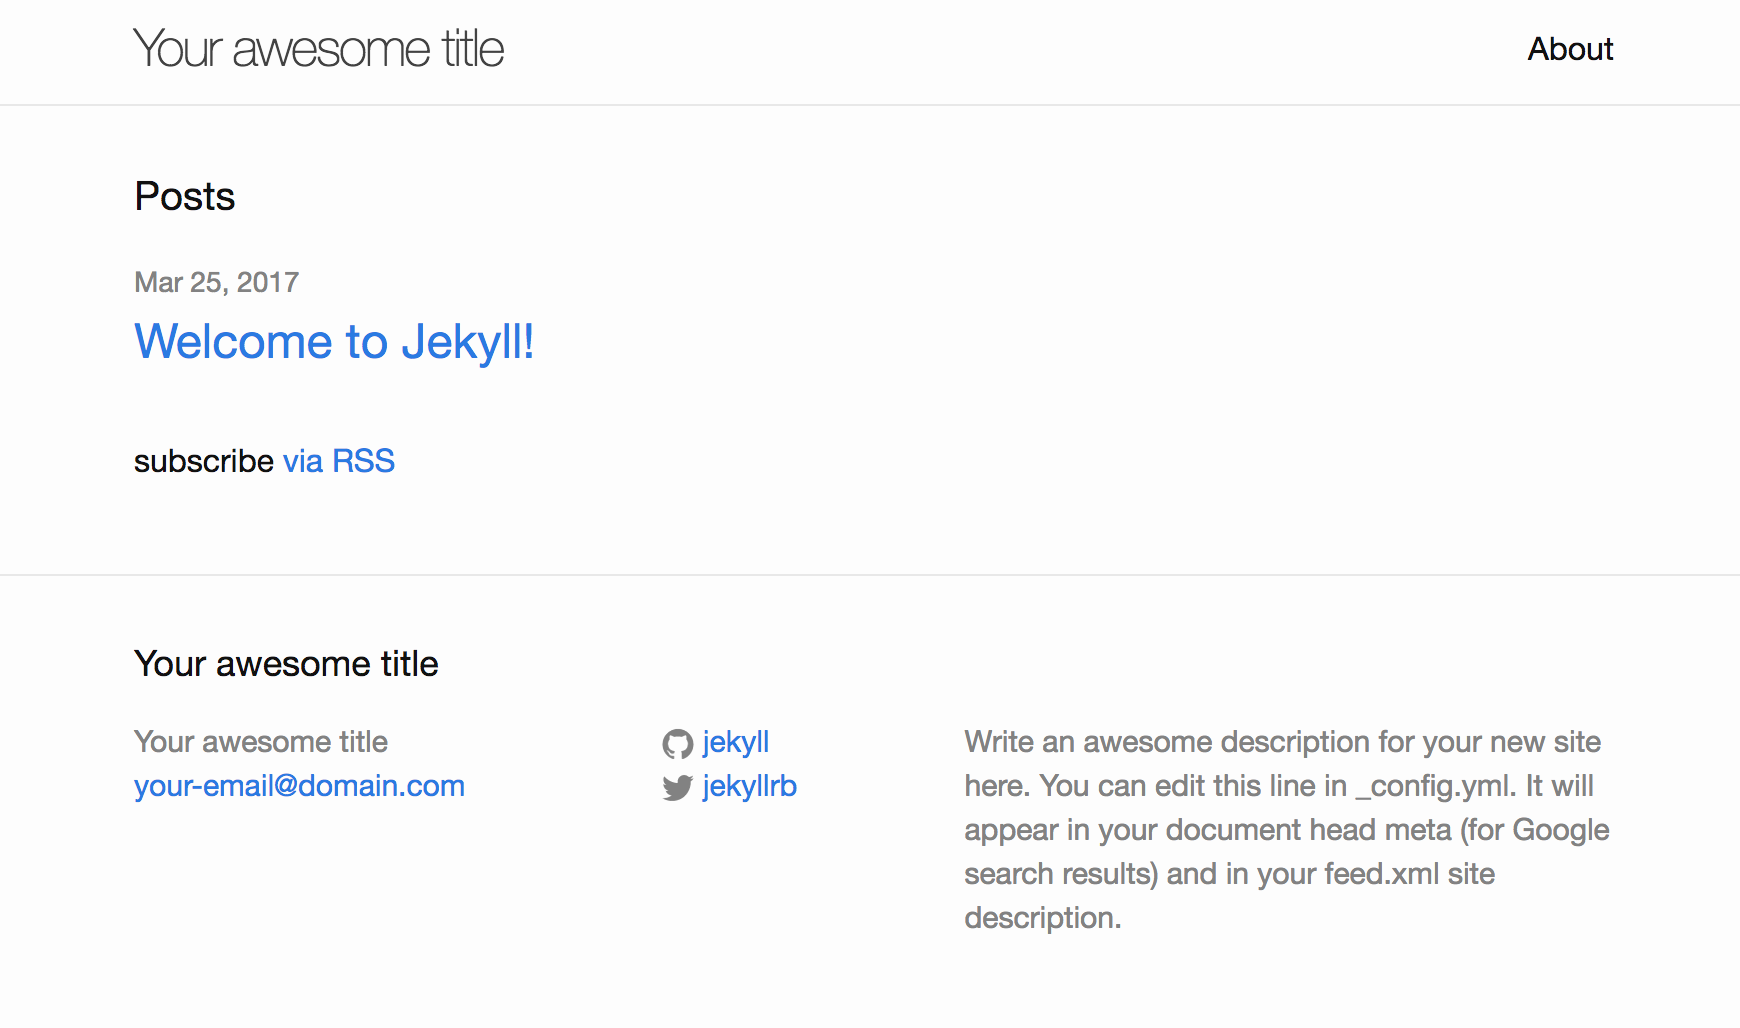 Your awesome title
About
Posts
Mar 25, 2017
Welcome to Jekyll!
subscribe via RSS
Your awesome title
Your awesome title
your-email@domain.com
jekyll
jekyllrb
Write an awesome description for your new site
here. You can edit this line in _config.yml. It will
appear in your document head meta (for Google
search results) and in your feed.xml site
description.